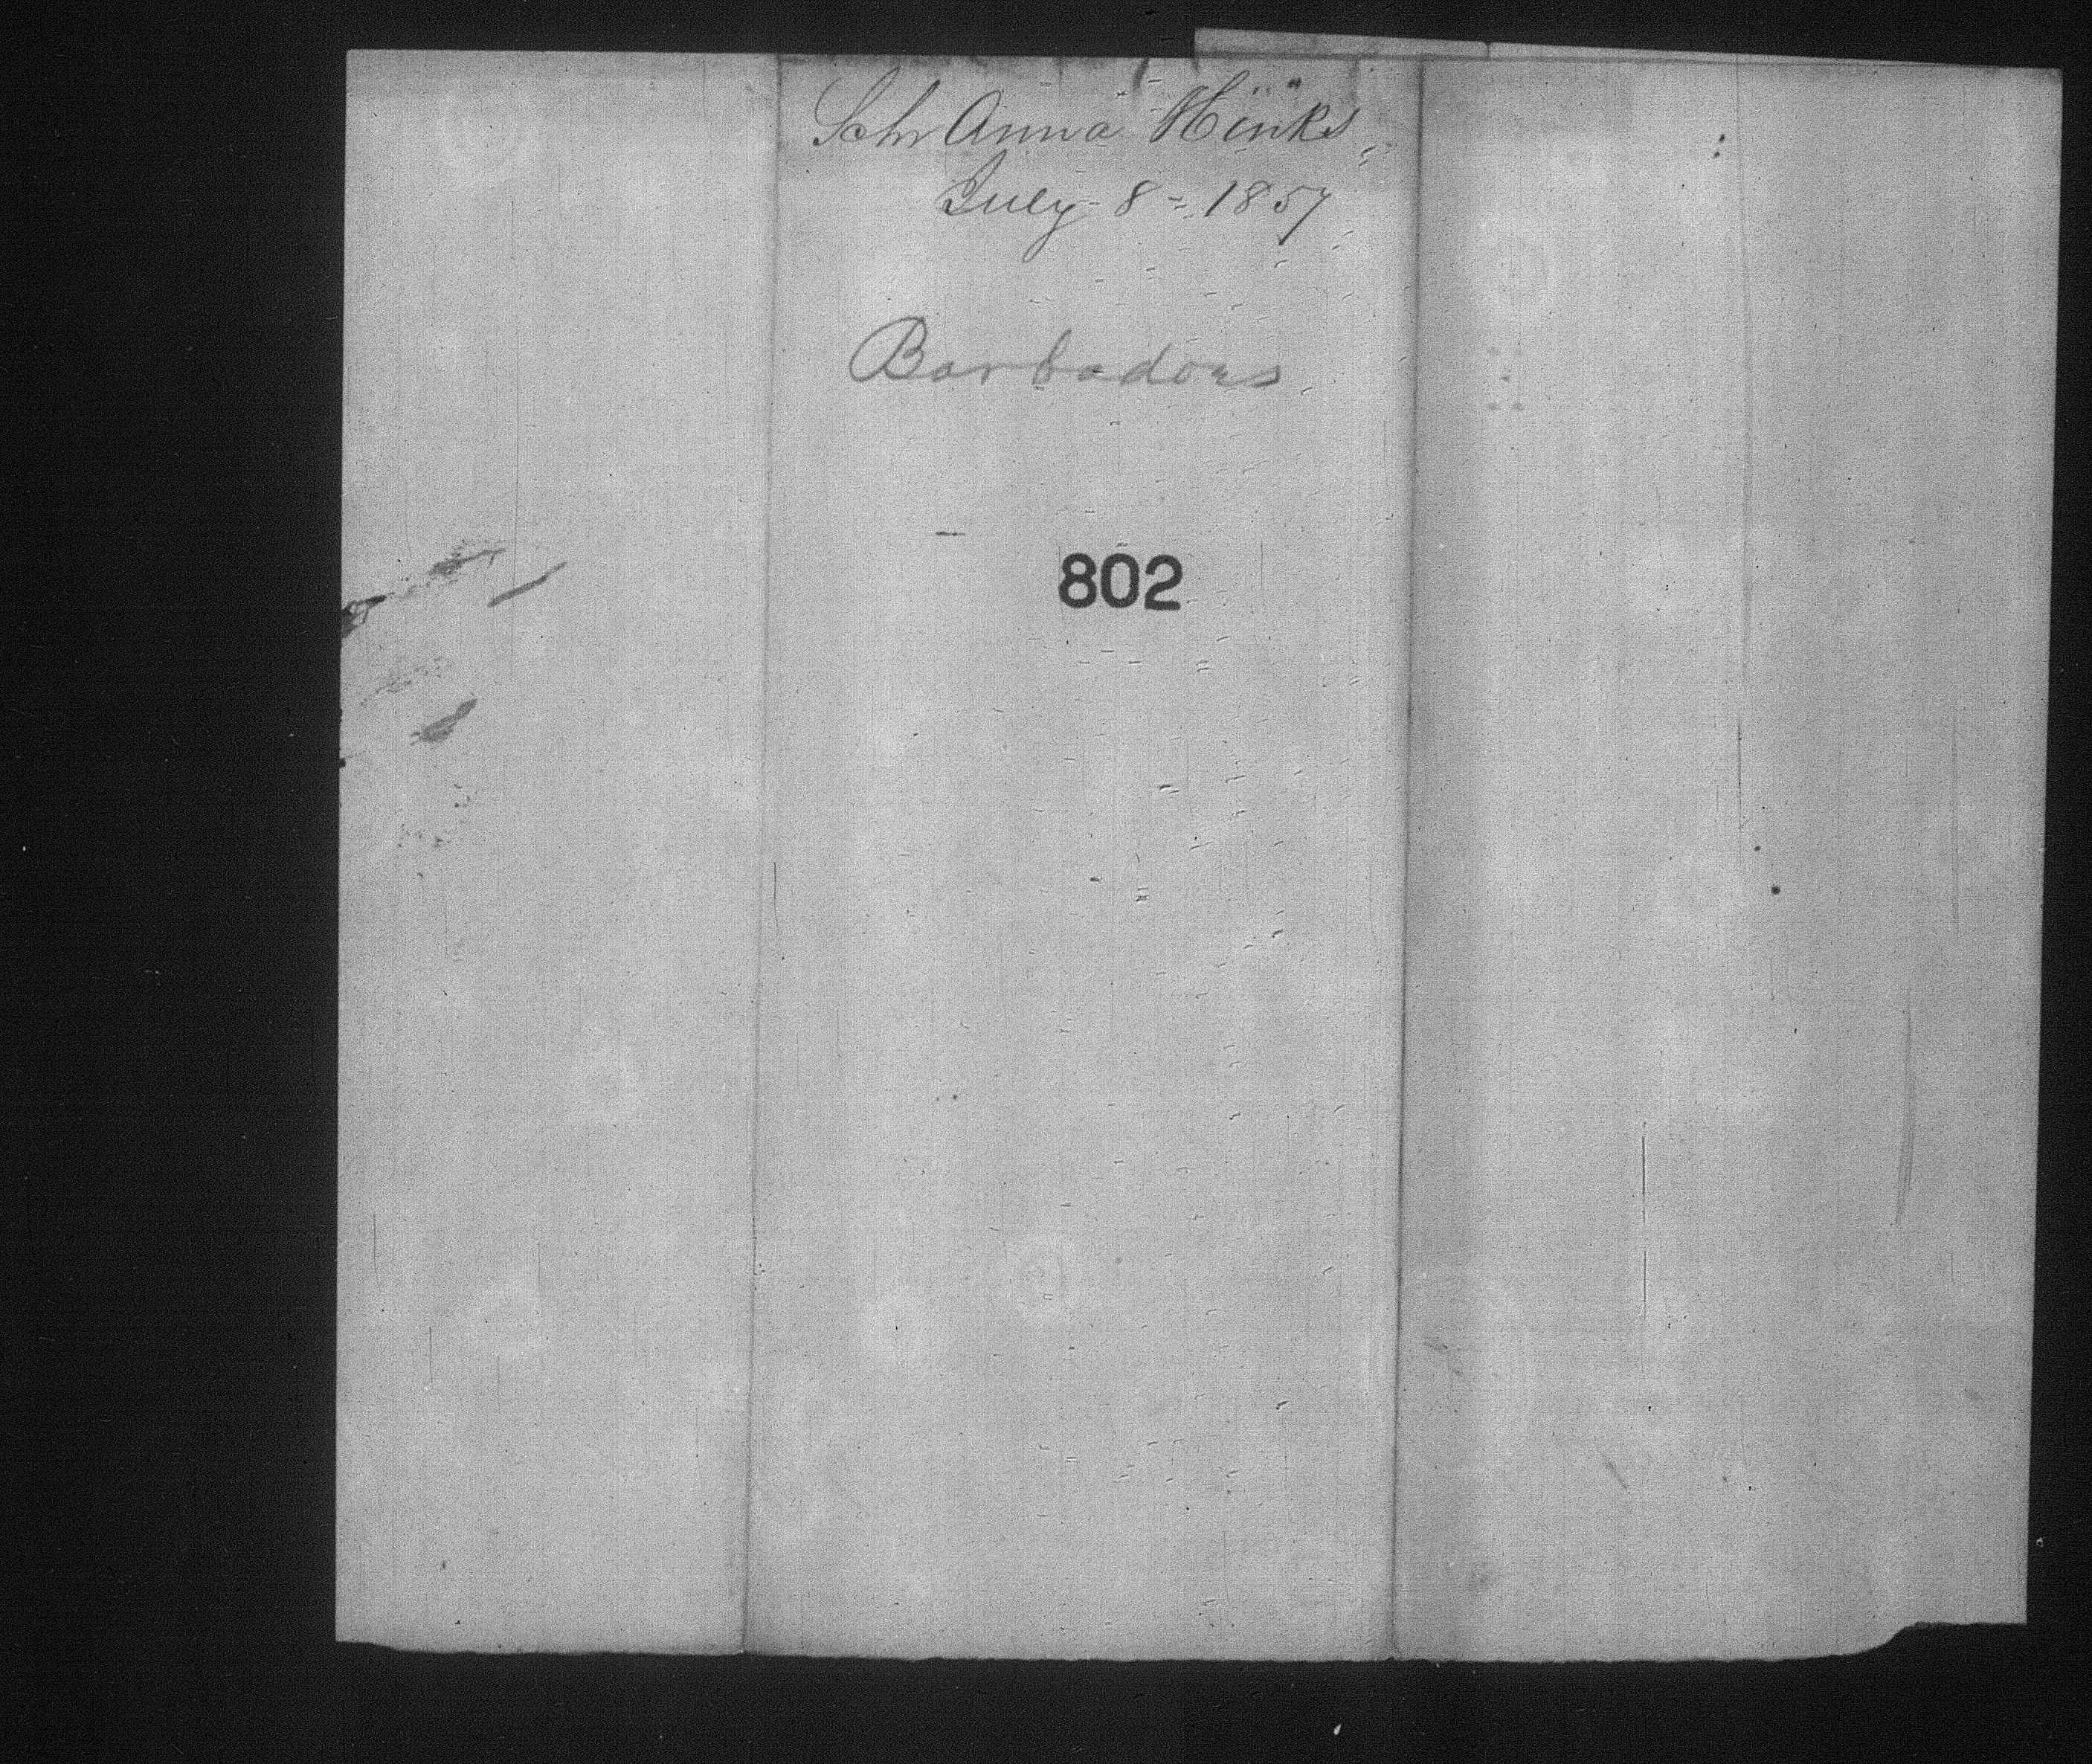 Schr Anna Hinks
July 8 = 1857
Barbadoes
802